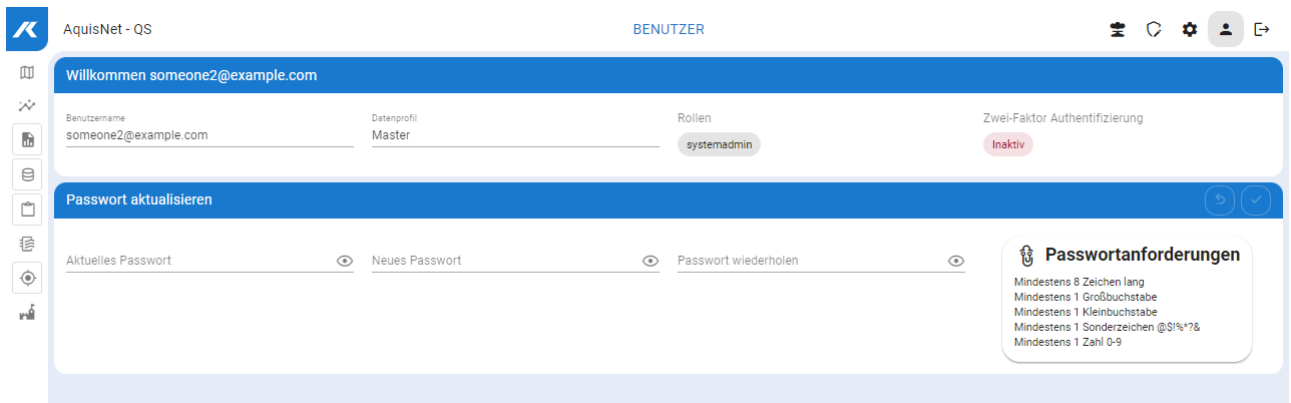 AquisNet - QS
BENUTZER
Willkommen someone2@example.com
Benutzername
someone2@example.com
Datenprofil
Master
Rollen
systemadmin
Zwei-Faktor Authentifizierung
Inaktiv
Passwort aktualisieren
Aktuelles Passwort
Neues Passwort
Passwort wiederholen
Passwortanforderungen
Mindestens 8 Zeichen lang
Mindestens 1 Großbuchstabe
Mindestens 1 Kleinbuchstabe
Mindestens 1 Sonderzeichen @$!%*?&
Mindestens 1 Zahl 0-9